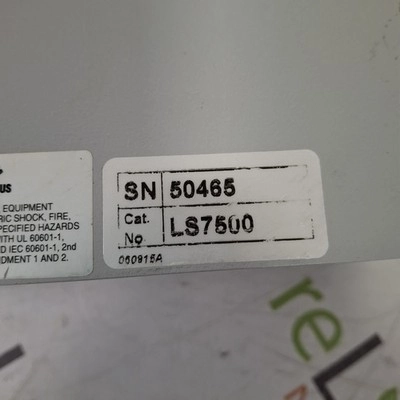 US
EQUIPMENT
RIC SHOCK, FIRE,
PECIFIED HAZARDS
WITH UL 60601-1,
D IEC 60601-1, 2nd
DMENT 1 AND 2.
SN 50465
Cat. No LS7500
060915A